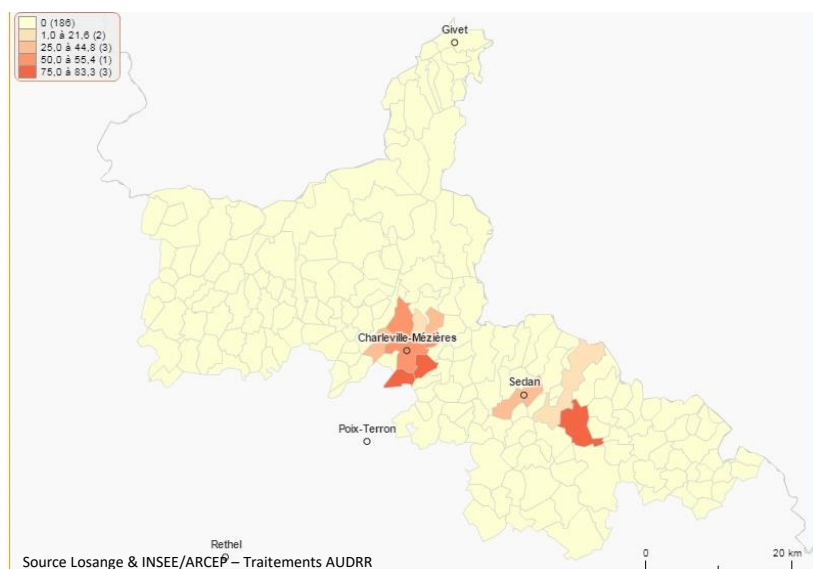 0 (186)
1,0 à 21,6 (2)
25,0 à 44,8 (3)
50,0 à 55,4 (1)
75,0 à 83,3 (3)
Givet
Charleville-Mézières
Sedan
Poix-Terron
Rethel
Source Losange & INSEE/ARCEP – Traitements AUDRR
0
20 km